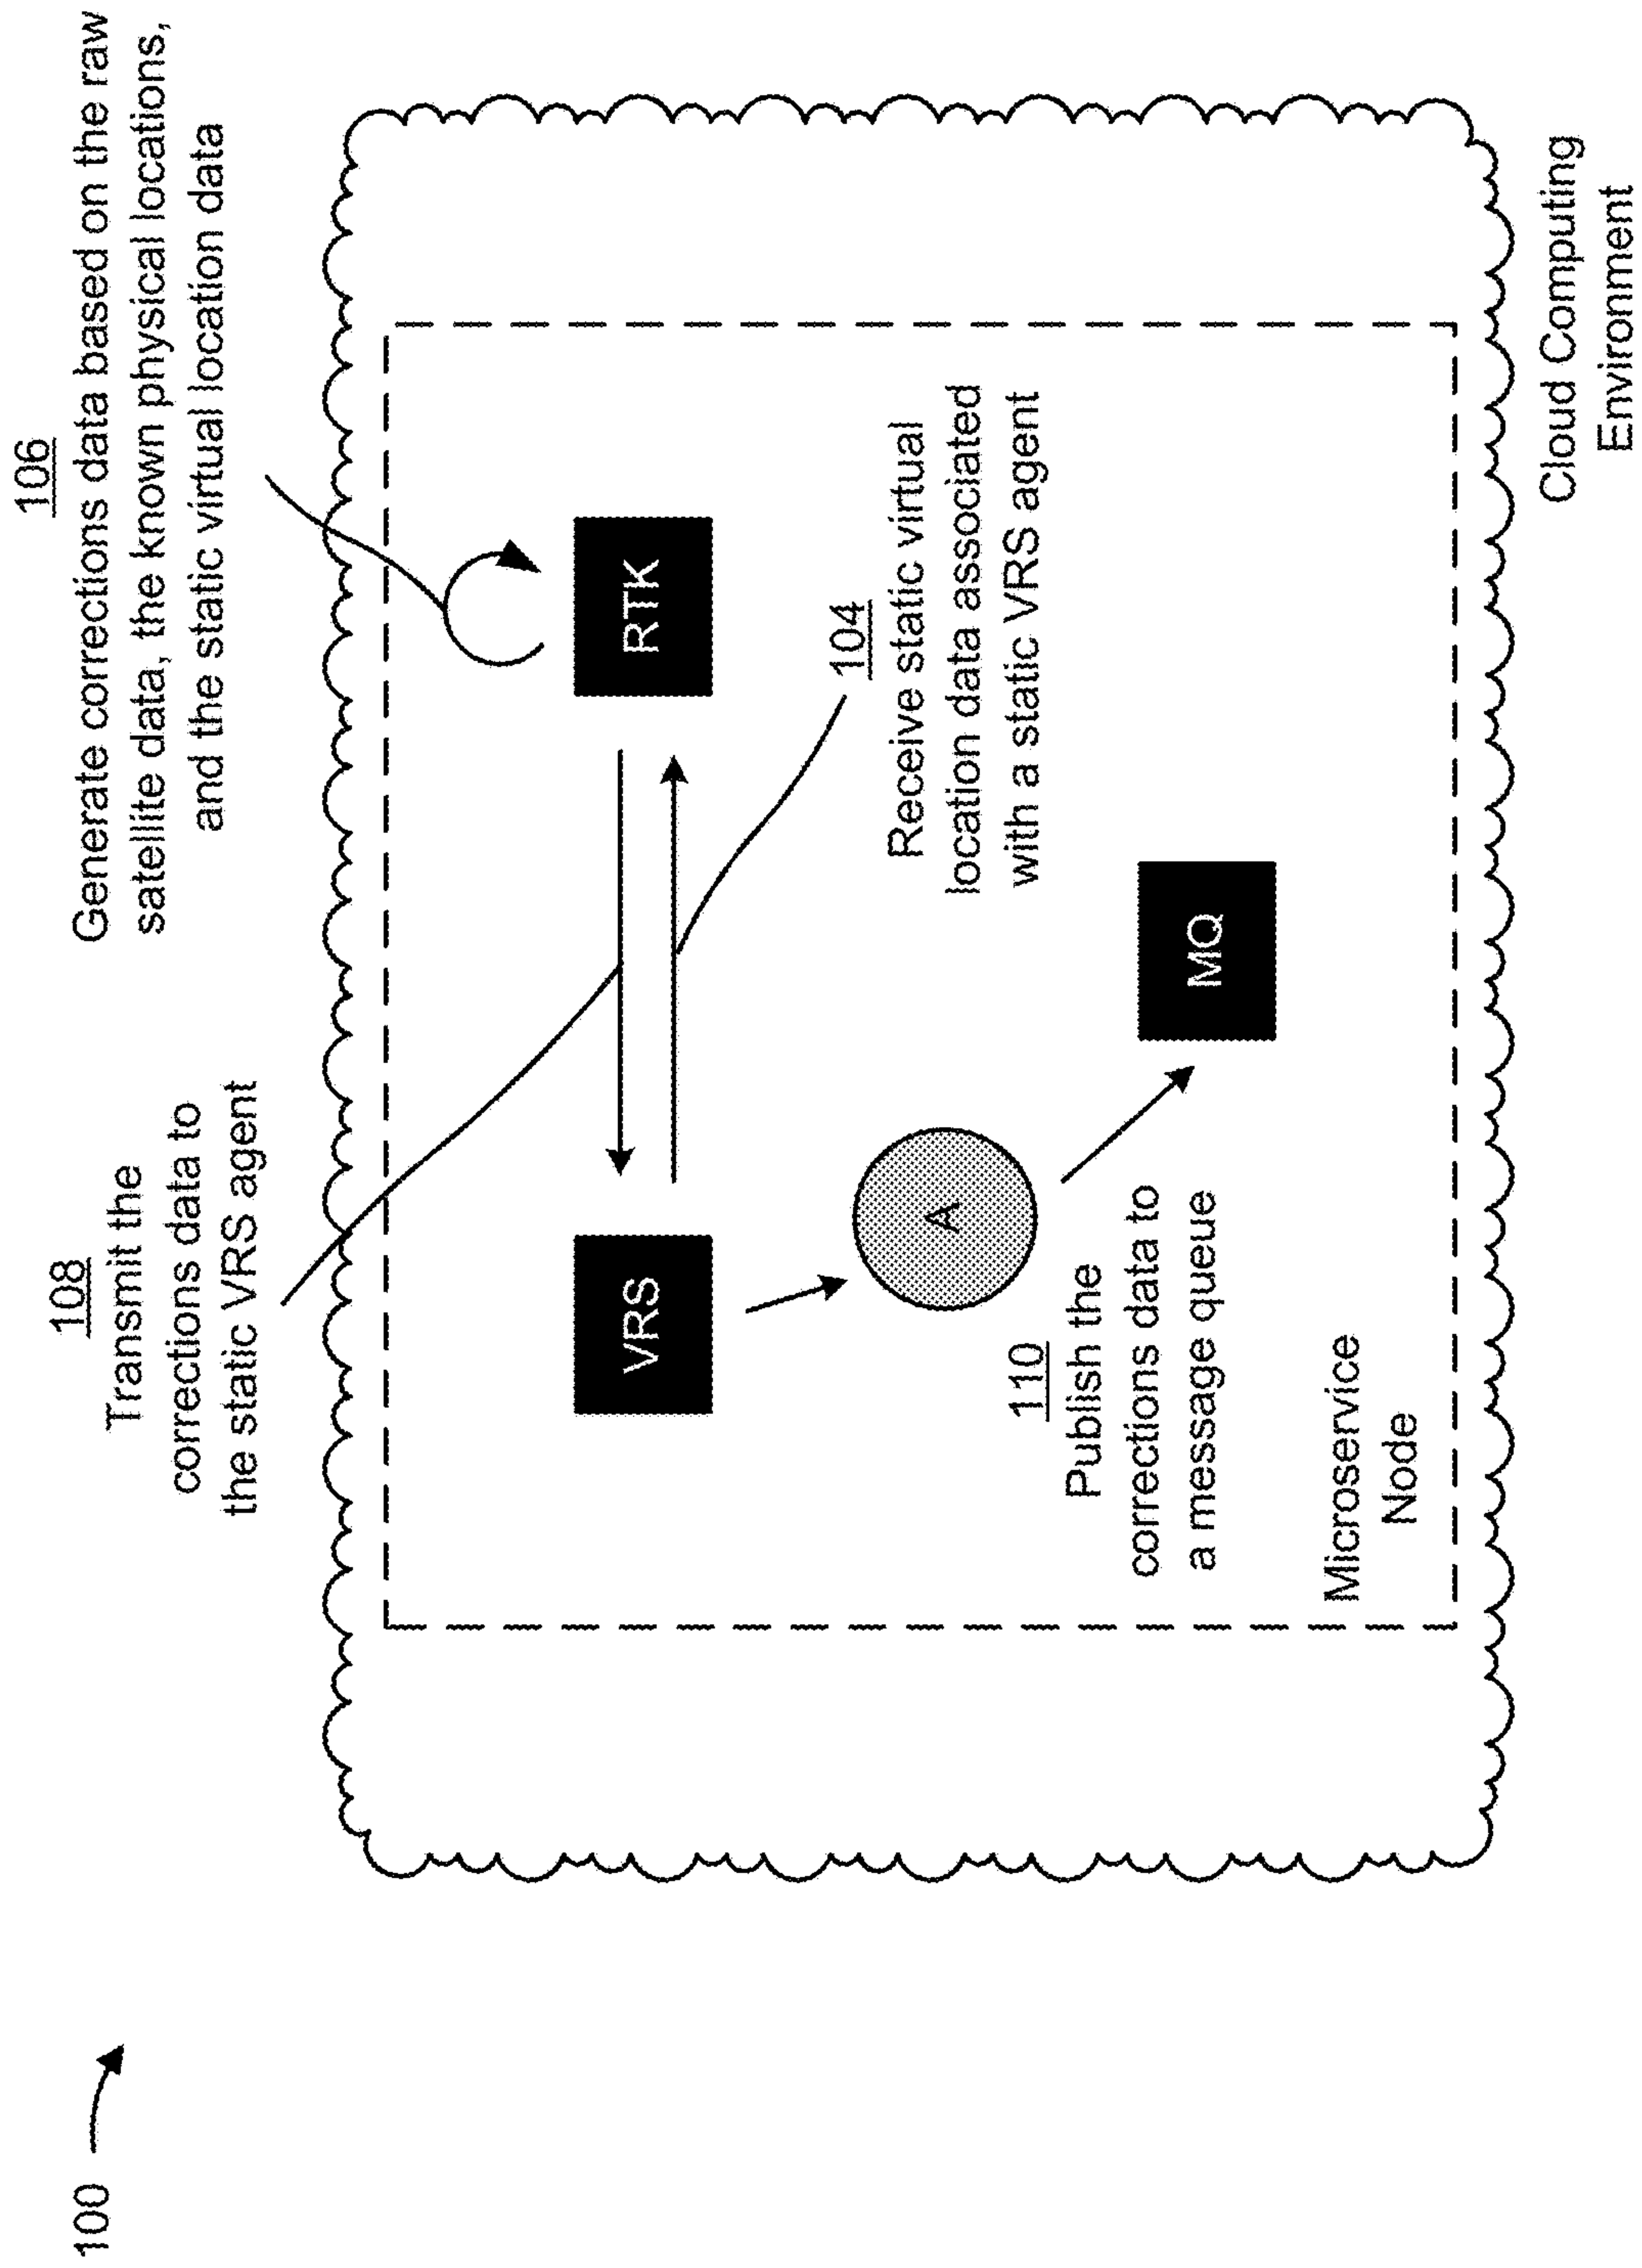 100
106
Generate corrections data based on the raw
satellite data, the known physical locations,
and the static virtual location data
108
Transmit the
corrections data to
the static VRS agent
VRS
RTK
104
Receive static virtual
location data associated
with a static VRS agent
A
MQ
110
Publish the
corrections data to
a message queue
Microservice
Node
Cloud Computing
Environment